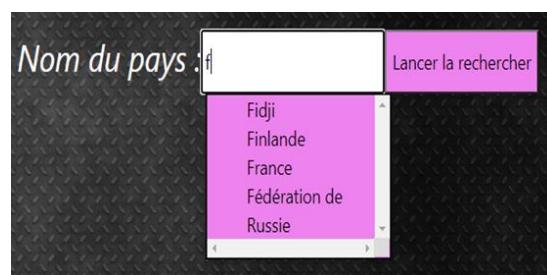 Nom du pays : f Lancer la rechercher
Fidji
Finlande
France
Fédération de
Russie